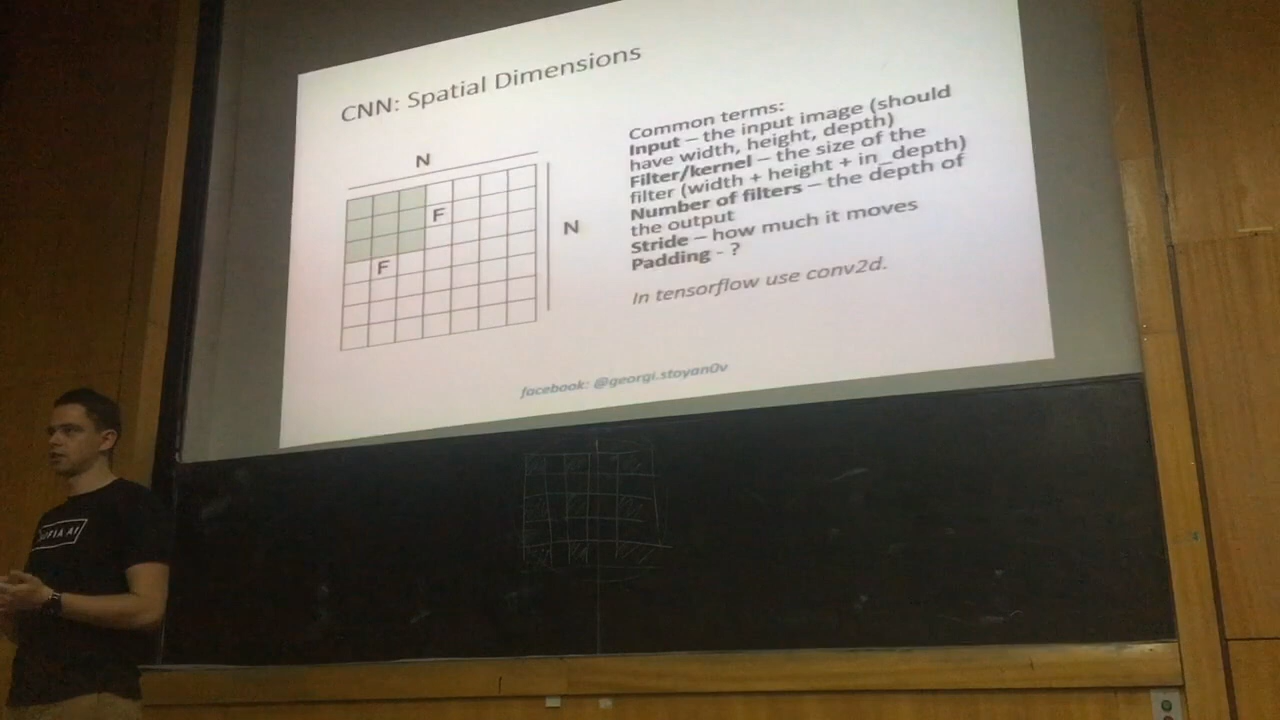 CNN: Spatial Dimensions
N
F
N
F
Common terms:
Input – the input image (should
have width, height, depth)
Filter/kernel – the size of the
filter (width + height + in_depth)
Number of filters – the depth of
the output
Stride – how much it moves
Padding - ?
In tensorflow use conv2d.
facebook: @georgi.stoyan0v
SOFIA AI